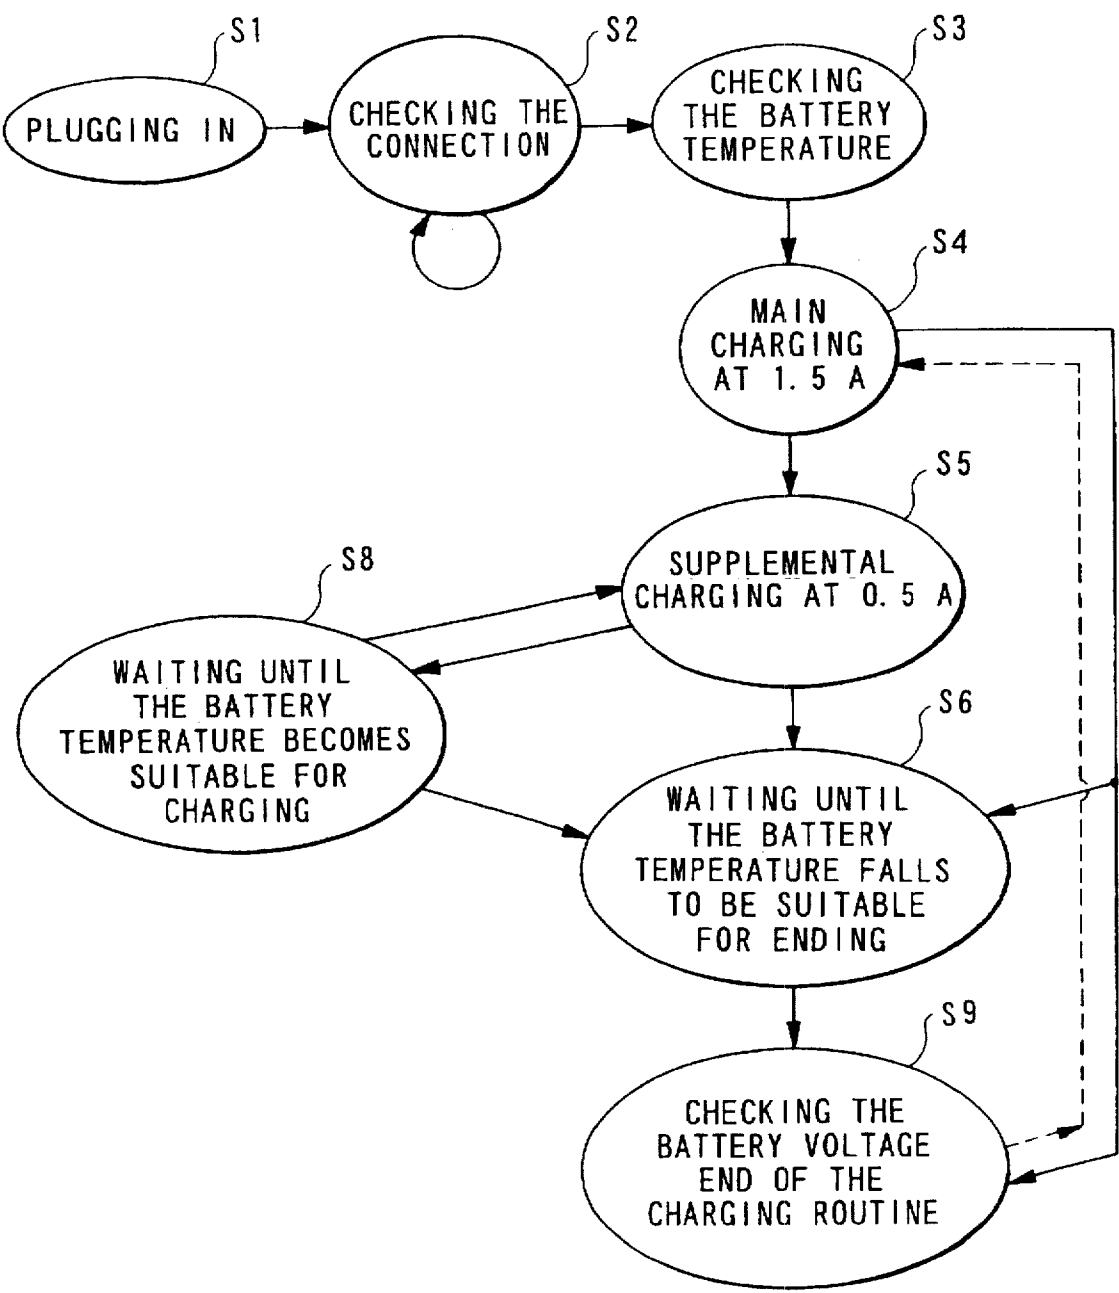 S1
PLUGGING IN
S2
CHECKING THE
CONNECTION
S3
CHECKING
THE BATTERY
TEMPERATURE
S4
MAIN
CHARGING
AT 1.5 A
S5
SUPPLEMENTAL
CHARGING AT 0.5 A
S8
WAITING UNTIL
THE BATTERY
TEMPERATURE BECOMES
SUITABLE FOR
CHARGING
S6
WAITING UNTIL
THE BATTERY
TEMPERATURE FALLS
TO BE SUITABLE
FOR ENDING
S9
CHECKING THE
BATTERY VOLTAGE
END OF THE
CHARGING ROUTINE